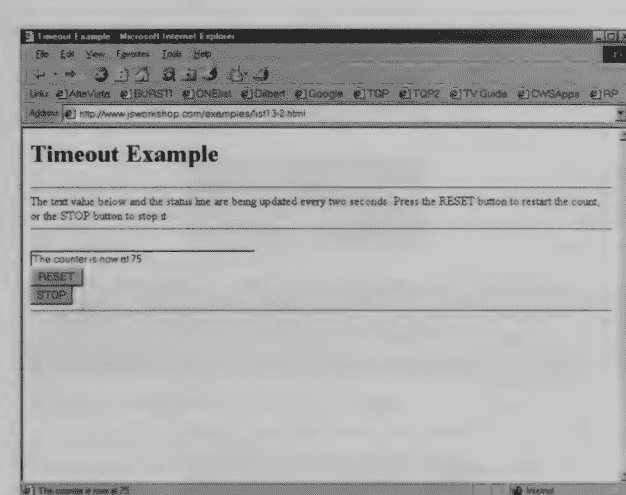 Timeout Example - Microsoft Internet Explorer
File Edit View Favorites Tools Help
Links AltaVista BURST! ONElist Dilbert Google TQP TQP2 TV Guide CWSApps RP
Address http://www.jsworkshop.com/examples/list13-2.html
Timeout Example
The text value below and the status line are being updated every two seconds. Press the RESET button to restart the count,
or the STOP button to stop it.
The counter is now at 75
RESET
STOP
The counter is now at 75 Internet